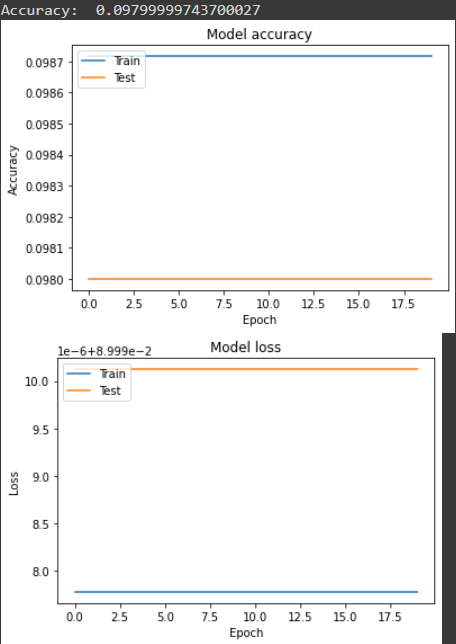 Accuracy:  0.09799999743700027
Model accuracy
0.0987
0.0986
0.0985
0.0984
0.0983
0.0982
0.0981
0.0980
Accuracy
Train
Test
0.0 2.5 5.0 7.5 10.0 12.5 15.0 17.5
Epoch
1e−6+8.999e−2
Model loss
10.0
9.5
9.0
8.5
8.0
Loss
Train
Test
0.0 2.5 5.0 7.5 10.0 12.5 15.0 17.5
Epoch